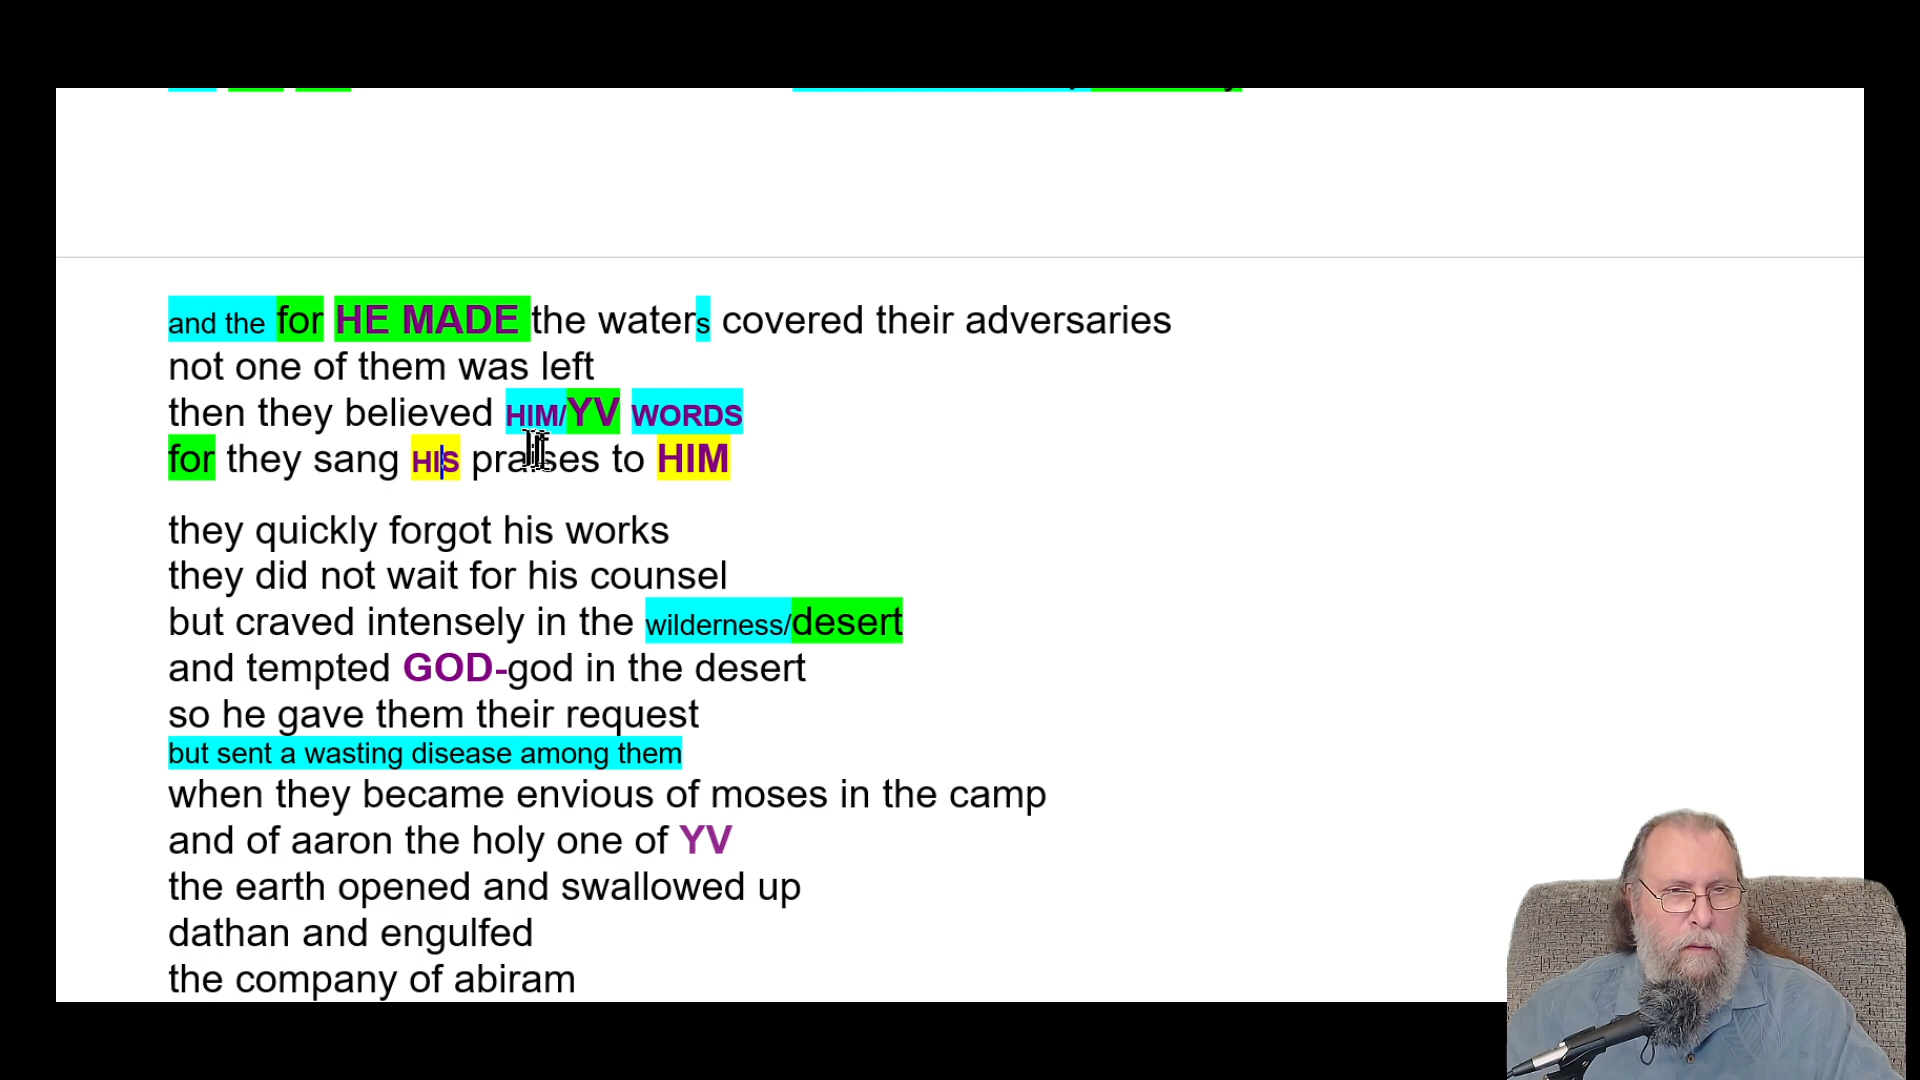 and the for HE MADE the waters covered their adversaries
not one of them was left
then they believed HIM/YV WORDS
for they sang HIS praises to HIM
they quickly forgot his works
they did not wait for his counsel
but craved intensely in the wilderness/desert
and tempted GOD-god in the desert
so he gave them their request
but sent a wasting disease among them
when they became envious of moses in the camp
and of aaron the holy one of YV
the earth opened and swallowed up
dathan and engulfed
the company of abiram